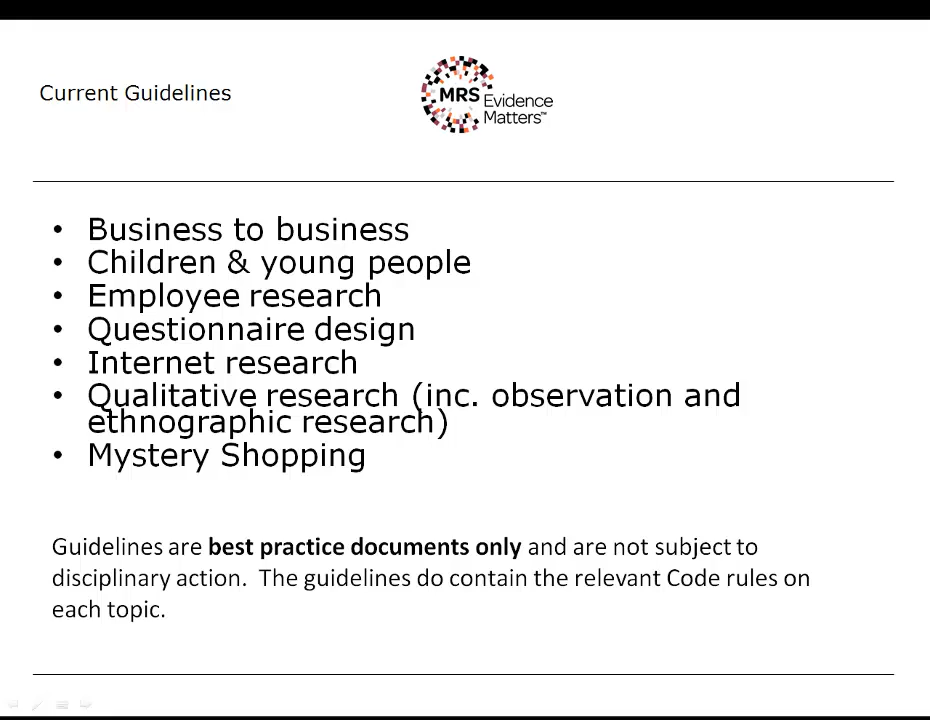 Current Guidelines
MRS Evidence
Matters™
• Business to business
• Children & young people
• Employee research
• Questionnaire design
• Internet research
• Qualitative research (inc. observation and
ethnographic research)
• Mystery Shopping
Guidelines are best practice documents only and are not subject to
disciplinary action.  The guidelines do contain the relevant Code rules on
each topic.